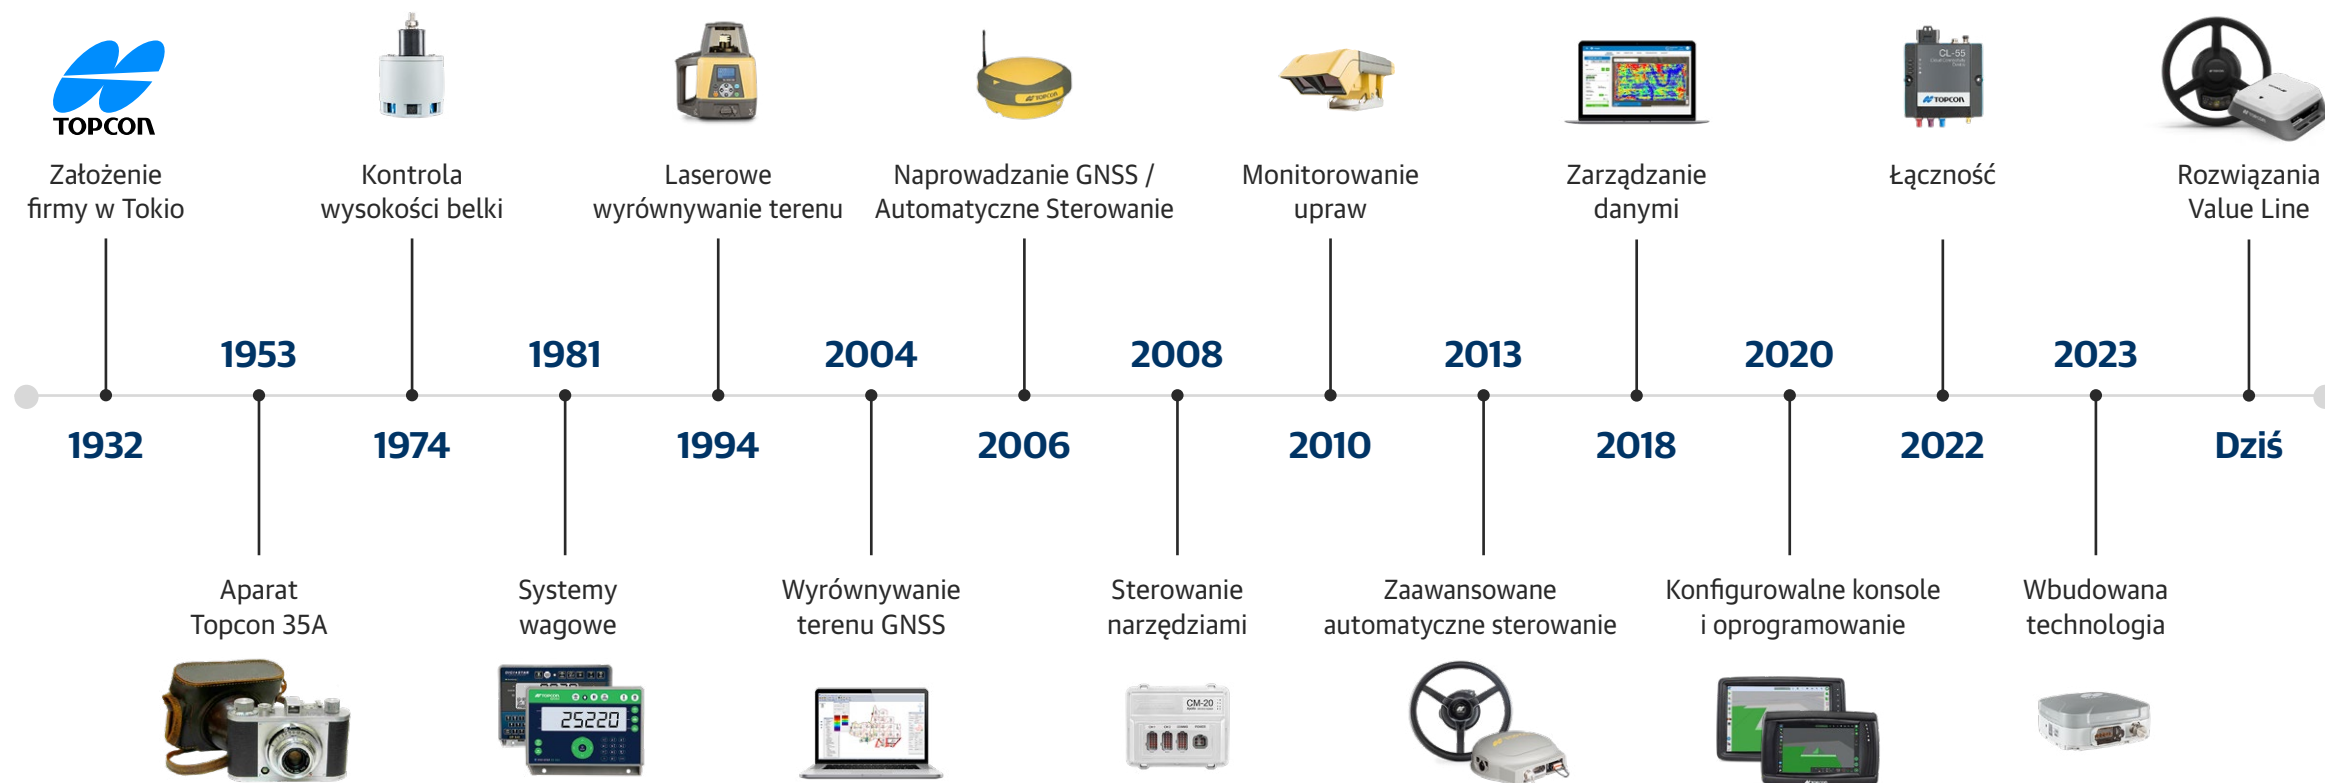 TOPCON
Założenie
firmy w Tokio
Kontrola
wysokości belki
Laserowe
wyrównywanie terenu
Naprowadzanie GNSS /
Automatyczne Sterowanie
Monitorowanie
upraw
Zarządzanie
danymi
Łączność
Rozwiązania
Value Line
TOPCON
CL-55
TOPCON
1953
1981
2004
2008
2013
2020
2023
1932
1974
1994
2006
2010
2018
2022
Dziś
Aparat
Topcon 35A
Systemy
wagowe
Wyrównywanie
terenu GNSS
Sterowanie
narzędziami
Zaawansowane
automatyczne sterowanie
Konfigurowalne konsole
i oprogramowanie
Wbudowana
technologia
TOPCON
25220
CM-20